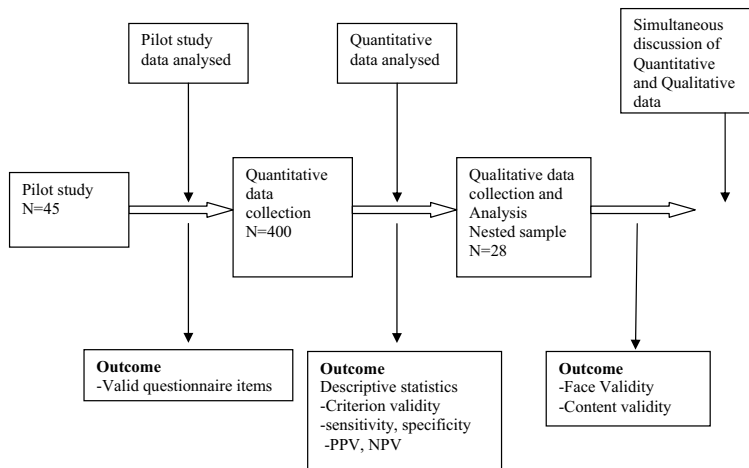 Pilot study
data analysed
Quantitative
data analysed
Simultaneous
discussion of
Quantitative
and Qualitative
data
Pilot study
N=45
Quantitative
data
collection
N=400
Qualitative data
collection and
Analysis
Nested sample
N=28
Outcome
-Valid questionnaire items
Outcome
Descriptive statistics
-Criterion validity
-sensitivity, specificity
-PPV, NPV
Outcome
-Face Validity
-Content validity